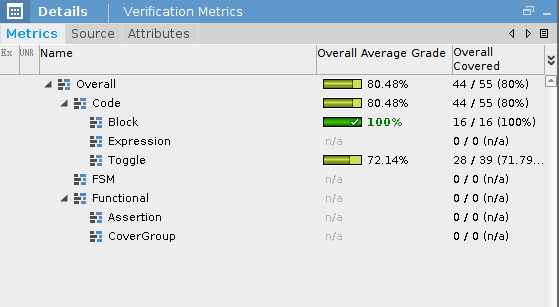 Details Verification Metrics
Metrics Source Attributes
Ex UNR Name Overall Average Grade Overall Covered
Overall 80.48% 44 / 55 (80%)
Code 80.48% 44 / 55 (80%)
Block 100% 16 / 16 (100%)
Expression n/a 0 / 0 (n/a)
Toggle 72.14% 28 / 39 (71.79...
FSM n/a 0 / 0 (n/a)
Functional n/a 0 / 0 (n/a)
Assertion n/a 0 / 0 (n/a)
CoverGroup n/a 0 / 0 (n/a)